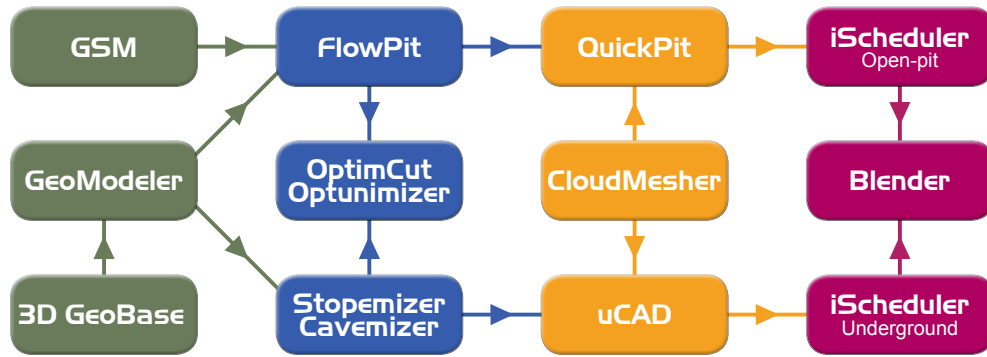 GSM
FlowPit
QuickPit
iScheduler
Open-pit
GeoModeler
OptimCut
Optunimizer
CloudMesher
Blender
3D GeoBase
Stopemizer
Cavemizer
uCAD
iScheduler
Underground